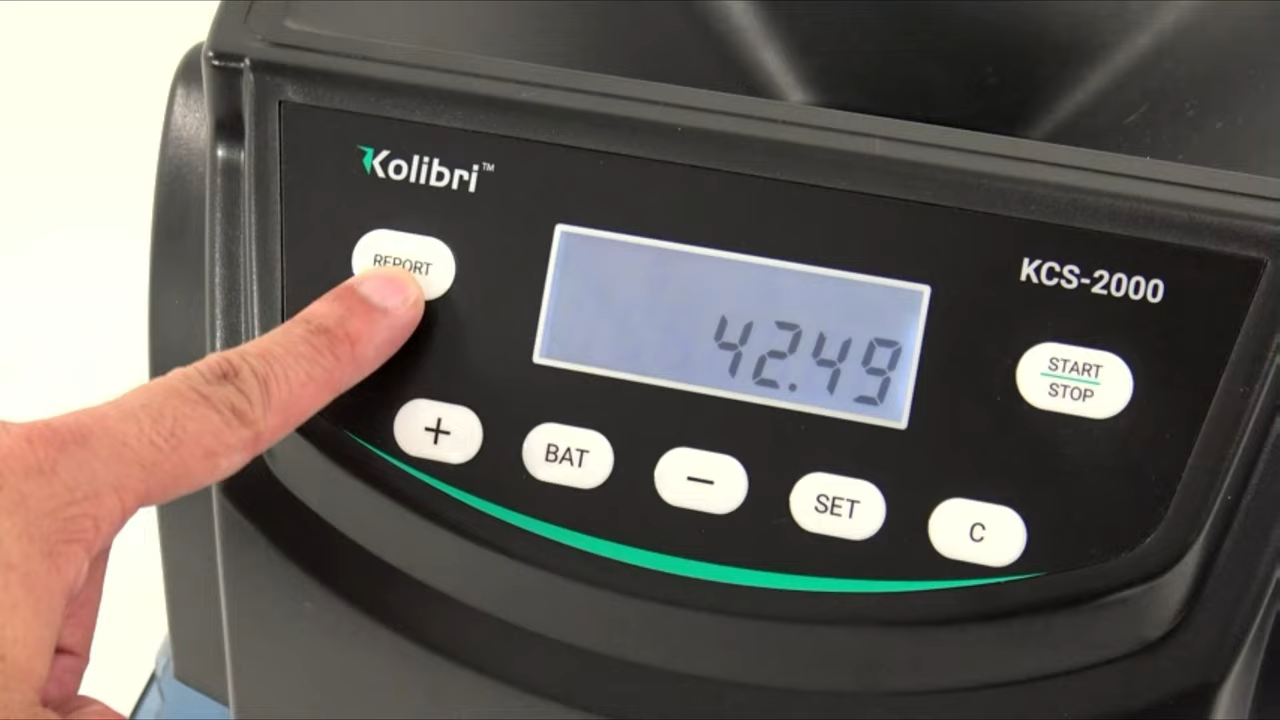 Kolibri™
REPORT
42.49
KCS-2000
START
STOP
+
BAT
−
SET
C